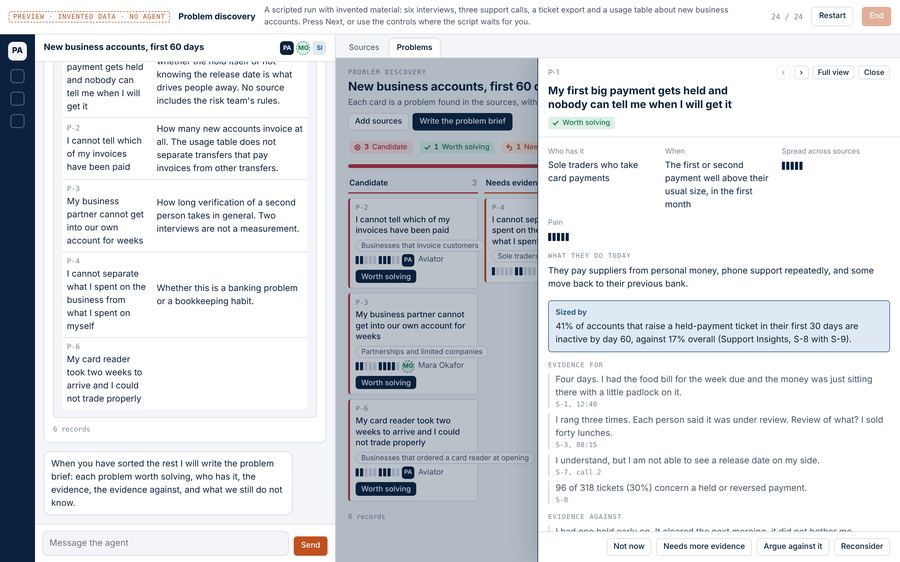 PREVIEW · INVENTED DATA · NO AGENT
Problem discovery
A scripted run with invented material: six interviews, three support calls, a ticket export and a usage table about new business
accounts. Press Next, or use the controls where the script waits for you.
24 / 24
Restart
End
PA
New business accounts, first 60 days
PA
MO
SI
payment gets held
and nobody can
tell me when I will
get it
whether the hold itself or not
knowing the release date is what
drives people away. No source
includes the risk team's rules.
P-2
I cannot tell which
of my invoices
have been paid
How many new accounts invoice at
all. The usage table does not
separate transfers that pay
invoices from other transfers.
P-3
My business
partner cannot get
into our own
account for weeks
How long verification of a second
person takes in general. Two
interviews are not a measurement.
P-4
I cannot separate
what I spent on the
business from
what I spent on
myself
Whether this is a banking problem
or a bookkeeping habit.
P-6
My card reader
took two weeks to
arrive and I could
not trade properly
6 records
When you have sorted the rest I will write the problem
brief: each problem worth solving, who has it, the
evidence, the evidence against, and what we still do not
know.
Message the agent
Send
Sources
Problems
PROBLEM DISCOVERY
New business accounts, first 60 d
Each card is a problem found in the sources, with
Add sources
Write the problem brief
3 Candidate
1 Worth solving
1 Nee
Candidate
3
Needs eviden
P-2
I cannot tell which of my
invoices have been paid
Businesses that invoice customers
PA
Aviator
Worth solving
P-3
My business partner cannot
get into our own account for
weeks
Partnerships and limited companies
MO
Mara Okafor
Worth solving
P-6
My card reader took two
weeks to arrive and I could
not trade properly
Businesses that ordered a card reader at opening
PA
Aviator
Worth solving
6 records
P-4
I cannot sep
spent on the
what I spent
Sole traders
P-1
‹
›
Full view
Close
My first big payment gets held and
nobody can tell me when I will get it
Worth solving
Who has it
Sole traders who take
card payments
When
The first or second
payment well above their
usual size, in the first
month
Spread across sources
Pain
WHAT THEY DO TODAY
They pay suppliers from personal money, phone support repeatedly, and some
move back to their previous bank.
Sized by
41% of accounts that raise a held-payment ticket in their first 30 days are
inactive by day 60, against 17% overall (Support Insights, S-8 with S-9).
EVIDENCE FOR
Four days. I had the food bill for the week due and the money was just sitting
there with a little padlock on it.
S-1, 12:40
I rang three times. Each person said it was under review. Review of what? I sold
forty lunches.
S-3, 08:15
I understand, but I am not able to see a release date on my side.
S-7, call 2
96 of 318 tickets (30%) concern a held or reversed payment.
S-8
EVIDENCE AGAINST
I had one held early on. It cleared the next morning, it did not bother me.
Not now
Needs more evidence
Argue against it
Reconsider